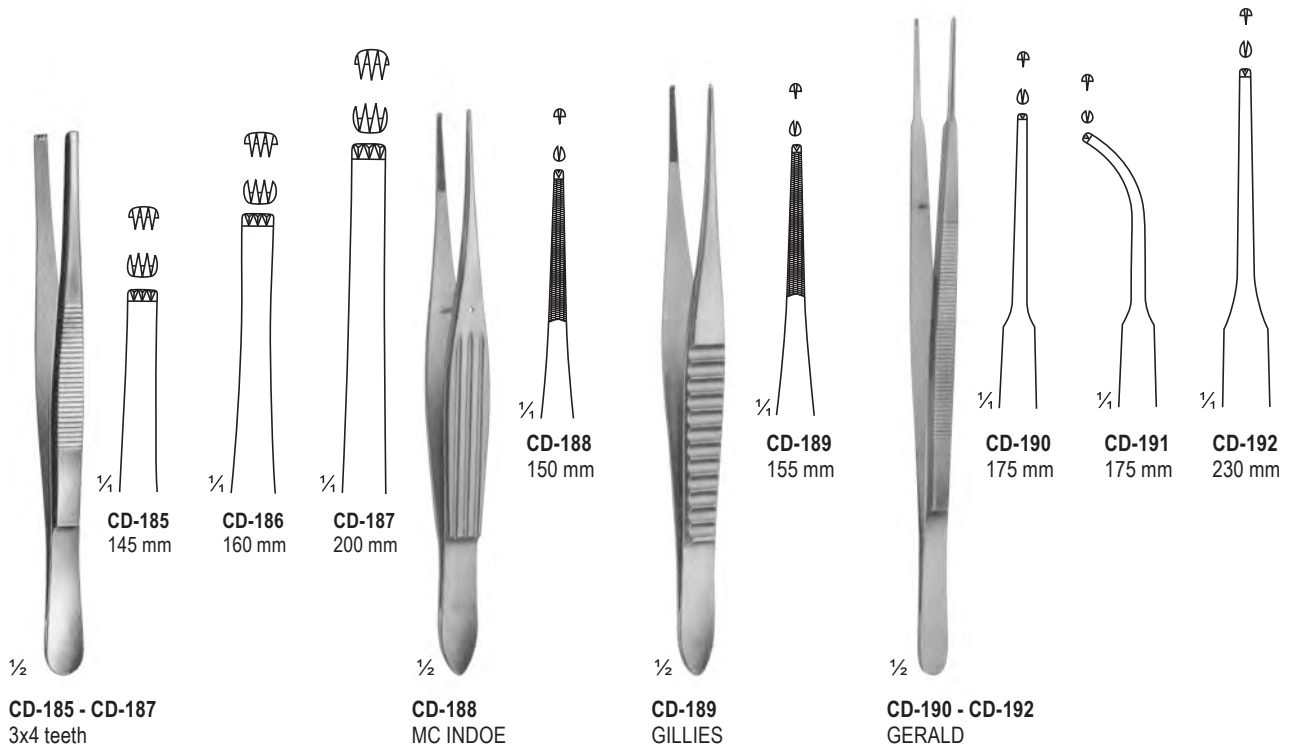 ¹⁄₁
CD-185
145 mm
¹⁄₁
CD-186
160 mm
¹⁄₁
CD-187
200 mm
¹⁄₁
CD-188
150 mm
¹⁄₁
CD-189
155 mm
¹⁄₁
CD-190
175 mm
¹⁄₁
CD-191
175 mm
¹⁄₁
CD-192
230 mm
½
CD-185 - CD-187
3x4 teeth
½
CD-188
MC INDOE
½
CD-189
GILLIES
½
CD-190 - CD-192
GERALD